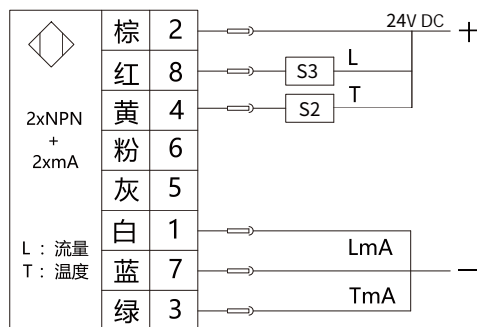 棕 2 24V DC +
红 8 S3 L
黄 4 S2 T
2xNPN
+
2xmA
粉 6
灰 5
白 1
L : 流量 LmA
T : 温度
蓝 7 −
TmA
绿 3